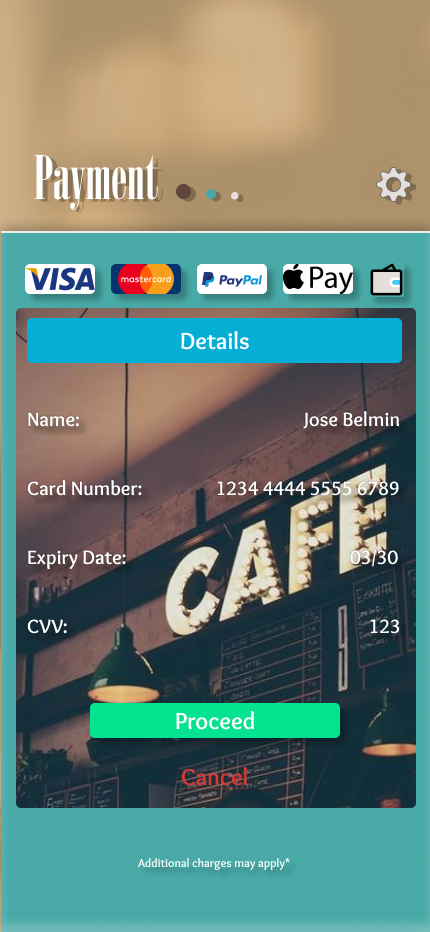 Payment
VISA mastercard PayPal Pay
Details
Name: Jose Belmin
Card Number: 1234 4444 5555 6789
Expiry Date: 03/30
CAFE
CVV: 123
Proceed
Cancel
Additional charges may apply*